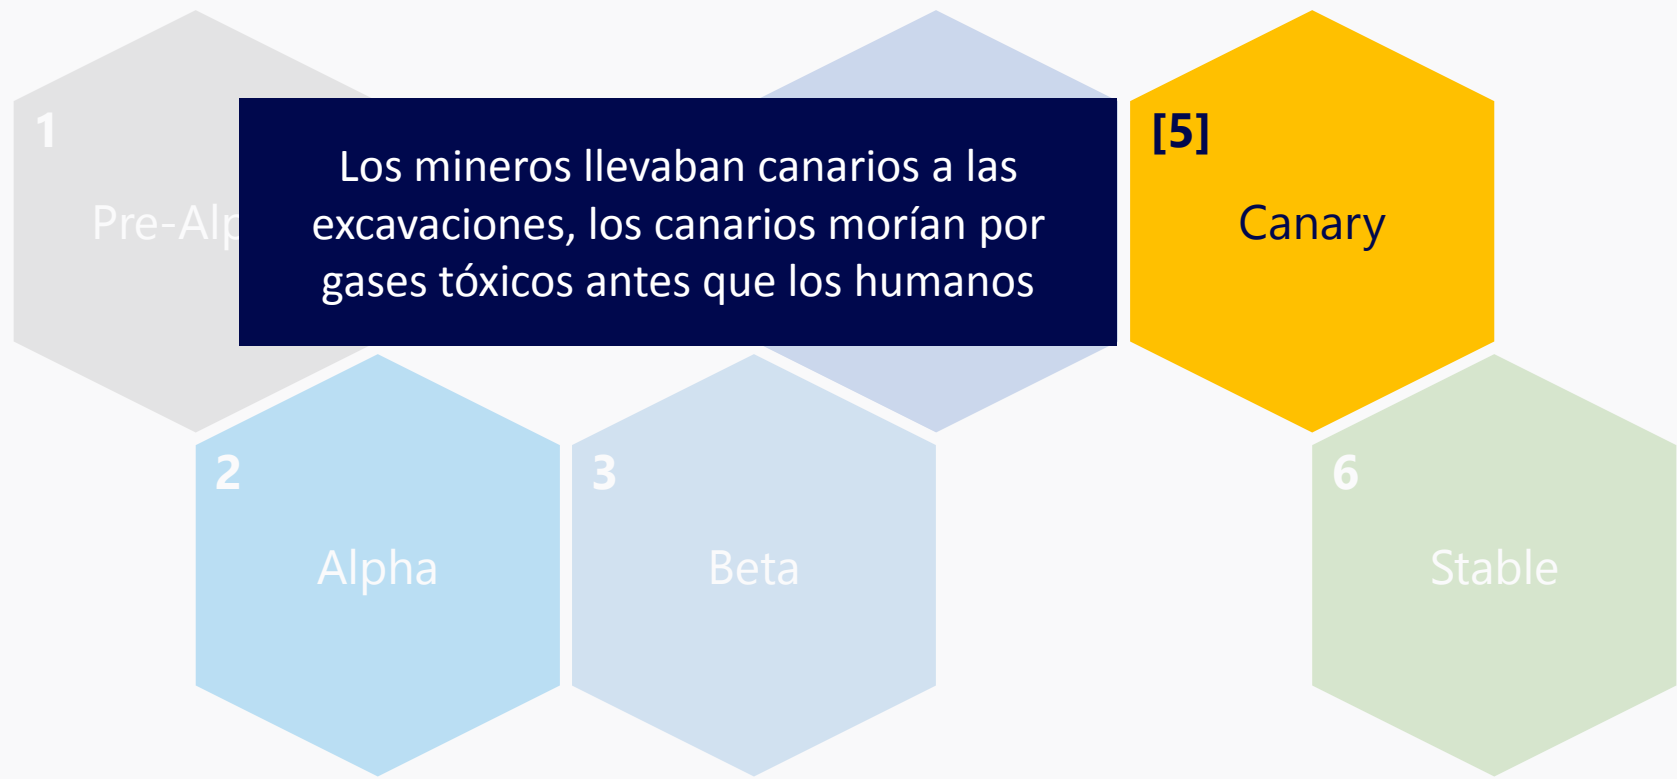 1
Pre-Alp
Los mineros llevaban canarios a las
excavaciones, los canarios morían por
gases tóxicos antes que los humanos
[5]
Canary
2
Alpha
3
Beta
6
Stable